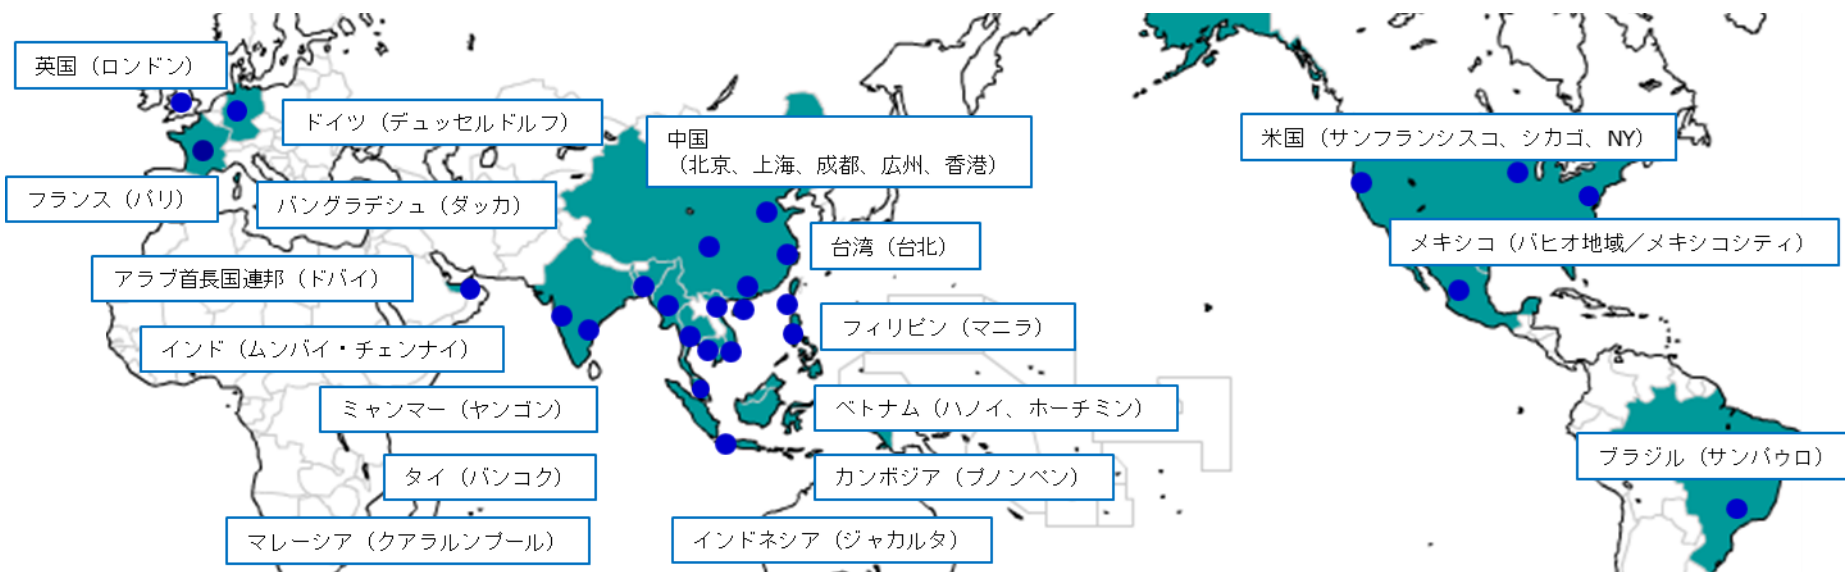 英国（ロンドン）
ドイツ（デュッセルドルフ）
中国
（北京、上海、成都、広州、香港）
米国（サンフランシスコ、シカゴ、NY）
フランス（パリ）
バングラデシュ（ダッカ）
台湾（台北）
メキシコ（バヒオ地域／メキシコシティ）
アラブ首長国連邦（ドバイ）
フィリピン（マニラ）
インド（ムンバイ・チェンナイ）
ミャンマー（ヤンゴン）
ベトナム（ハノイ、ホーチミン）
ブラジル（サンパウロ）
タイ（バンコク）
カンボジア（プノンペン）
マレーシア（クアラルンプール）
インドネシア（ジャカルタ）